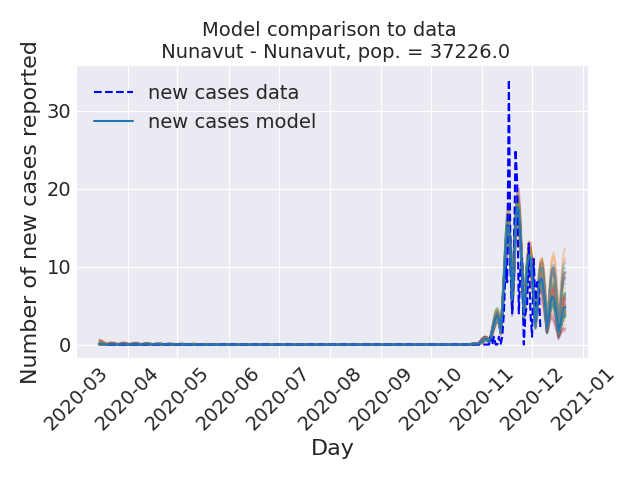 Model comparison to data
Nunavut - Nunavut, pop. = 37226.0
Number of new cases reported
30
20
10
0
new cases data
new cases model
2020-03
2020-04
2020-05
2020-06
2020-07
2020-08
2020-09
2020-10
2020-11
2020-12
2021-01
Day